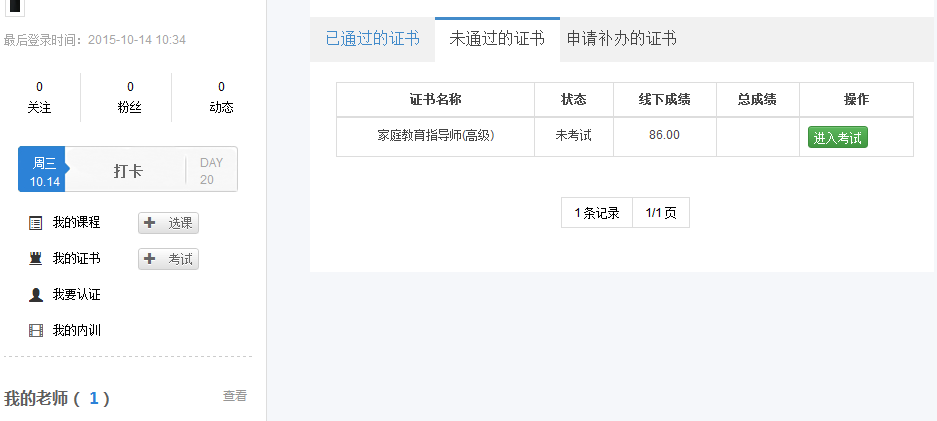 最后登录时间：2015-10-14 10:34
0 0 0
关注 粉丝 动态
周三 打卡 DAY
10.14 20
我的课程 选课
我的证书 考试
我要认证
我的内训
我的老师（ 1 ） 查看
已通过的证书 未通过的证书 申请补办的证书
证书名称 状态 线下成绩 总成绩 操作
家庭教育指导师(高级) 未考试 86.00 进入考试
1 条记录 1/1 页